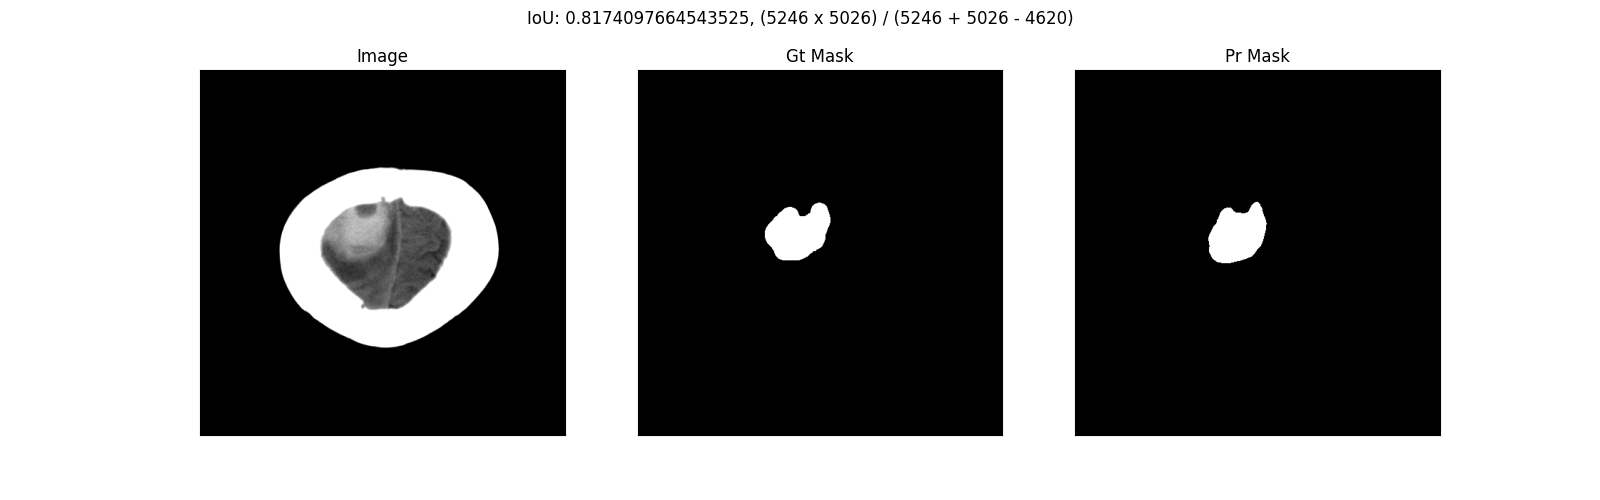 IoU: 0.8174097664543525, (5246 x 5026) / (5246 + 5026 - 4620)
Image
Gt Mask
Pr Mask